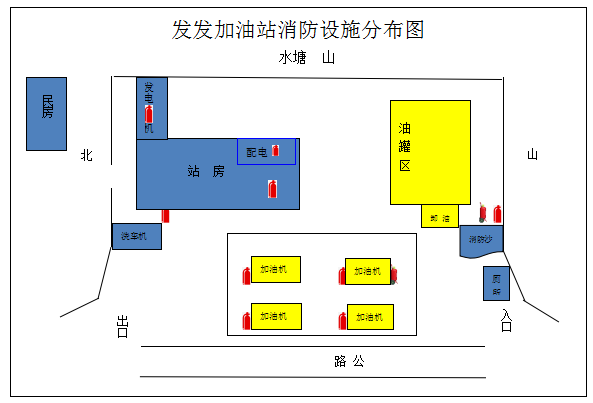 发发加油站消防设施分布图
水塘 山
民房
发电机
北
配电
站 房
油罐区
山
卸 油
洗车机
消防沙
加油机
加油机
厕所
加油机
加油机
出口
入口
路 公